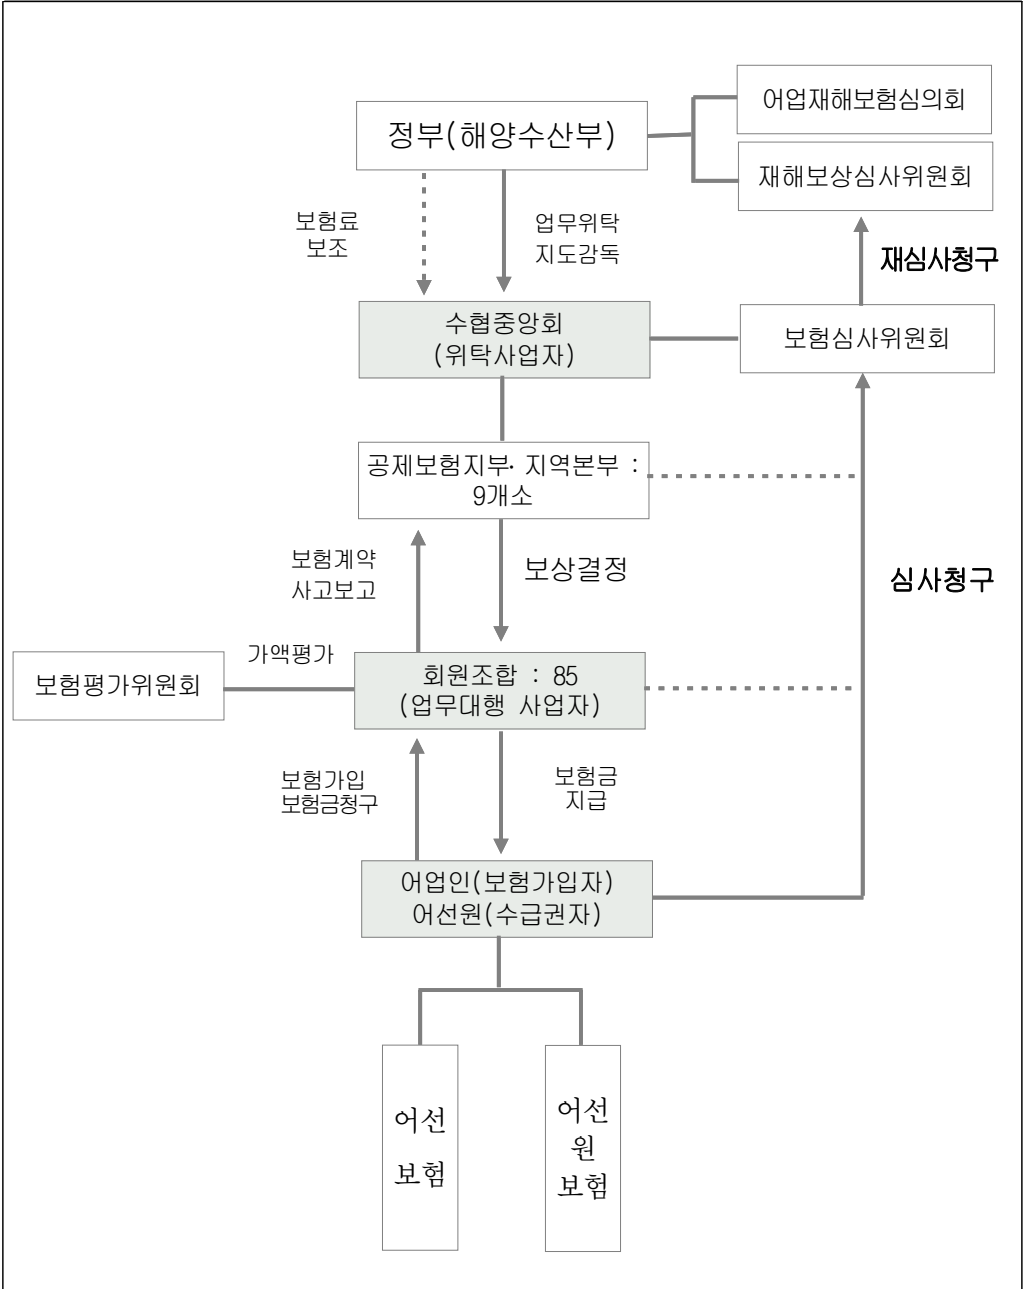 어업재해보험심의회
정부(해양수산부)
재해보상심사위원회
보험료
보조
업무위탁
지도감독
재심사청구
수협중앙회
(위탁사업자)
보험심사위원회
공제보험지부· 지역본부 :
9개소
보험계약
사고보고
보상결정
심사청구
가액평가
보험평가위원회
회원조합 : 85
(업무대행 사업자)
보험가입
보험금청구
보험금
지급
어업인(보험가입자)
어선원(수급권자)
어선
보험
어선
원
보험